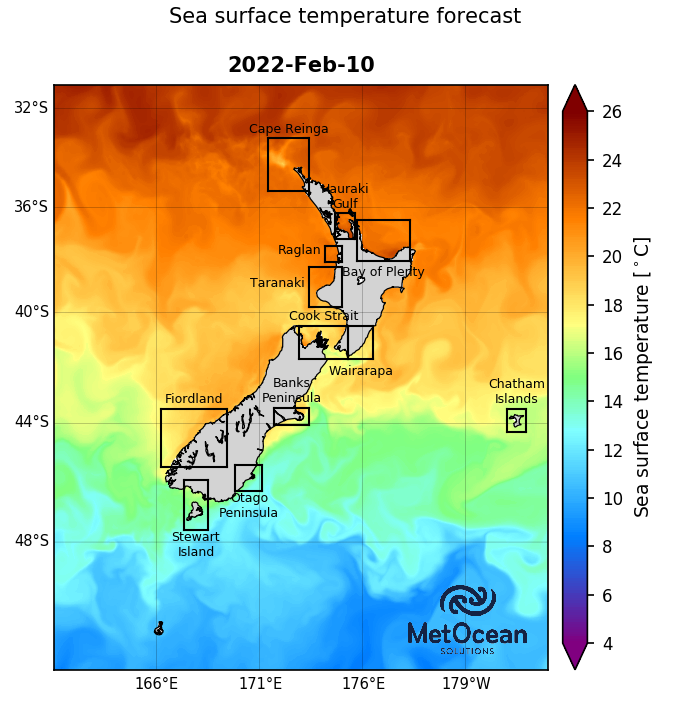 Sea surface temperature forecast
2022-Feb-10
32°S
36°S
40°S
44°S
48°S
166°E
171°E
176°E
179°W
Cape Reinga
Hauraki
Gulf
Raglan
Bay of Plenty
Taranaki
Cook Strait
Wairarapa
Banks
Peninsula
Fiordland
Chatham
Islands
Otago
Peninsula
Stewart
Island
MetOcean
SOLUTIONS
26
24
22
20
18
16
14
12
10
8
6
4
Sea surface temperature [°C]